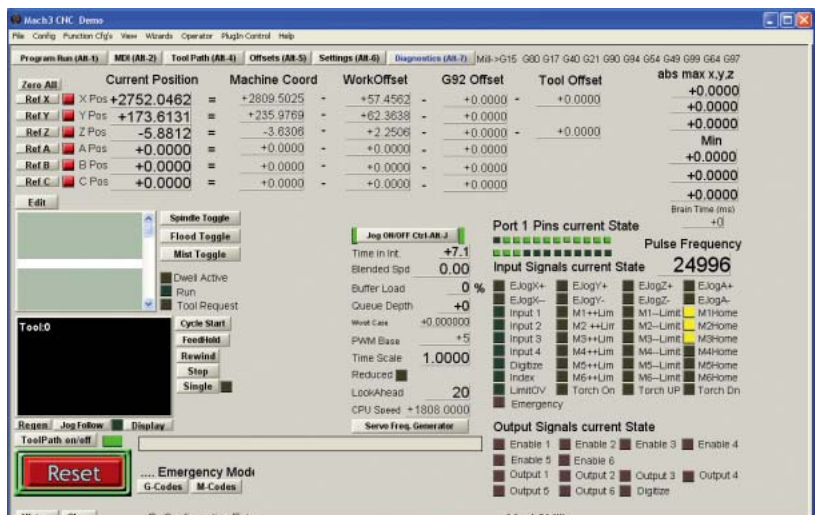 Mach3 CNC Demo
File Config Function Cfg's View Wizards Operator PlugIn Control Help
Program Run (Alt-1) MDI (Alt-2) Tool Path (Alt-4) Offsets (Alt-5) Settings (Alt-6) Diagnostics (Alt-7) Mill->G15 G80 G17 G40 G21 G90 G94 G54 G49 G99 G64 G97
Zero All Current Position Machine Coord WorkOffset G92 Offset Tool Offset abs max x,y,z
+0.0000
Ref X X Pos +2752.0462 = +2809.5025 - +57.4562 - +0.0000 - +0.0000
+0.0000
Ref Y Y Pos +173.6131 = +235.9769 - +62.3638 - +0.0000
+0.0000
Ref Z Z Pos -5.8812 = -3.6306 - +2.2506 - +0.0000 - +0.0000
Min
Ref A A Pos +0.0000 = +0.0000 - +0.0000 - +0.0000
+0.0000
Ref B B Pos +0.0000 = +0.0000 - +0.0000 - +0.0000
+0.0000
Ref C C Pos +0.0000 = +0.0000 - +0.0000 - +0.0000
+0.0000
Edit
Brain Time (ms)
+0
Spindle Toggle
Flood Toggle
Mist Toggle
Dwell Active
Run
Tool Request
Tool:0
Cycle Start
FeedHold
Rewind
Stop
Single
Regen Jog Follow Display
ToolPath on/off
Reset
.... Emergency Mode
G-Codes M-Codes
Jog ON/OFF Ctrl-Alt-J
Time in Int. +7.1
Blended Spd 0.00
Buffer Load 0 %
Queue Depth +0
Worst Case +0.000000
PWM Base +5
Time Scale 1.0000
Reduced
LookAhead 20
CPU Speed +1808.0000
Servo Freq. Generator
Port 1 Pins current State
Pulse Frequency
24996
Input Signals current State
EJogX+ EJogY+ EJogZ+ EJogA+
EJogX-- EJogY- EJogZ- EJogA-
Input 1 M1++Lim M1--Limit M1Home
Input 2 M2 ++Lim M2--Limit M2Home
Input 3 M3++Lim M3--Limit M3Home
Input 4 M4++Lim M4--Limit M4Home
Digitize M5++Lim M5--Limit M5Home
Index M6++Lim M6--Limit M6Home
LimitOV Torch On Torch UP Torch Dn
Emergency
Output Signals current State
Enable 1 Enable 2 Enable 3 Enable 4
Enable 5 Enable 6
Output 1 Output 2 Output 3 Output 4
Output 5 Output 6 Digitize